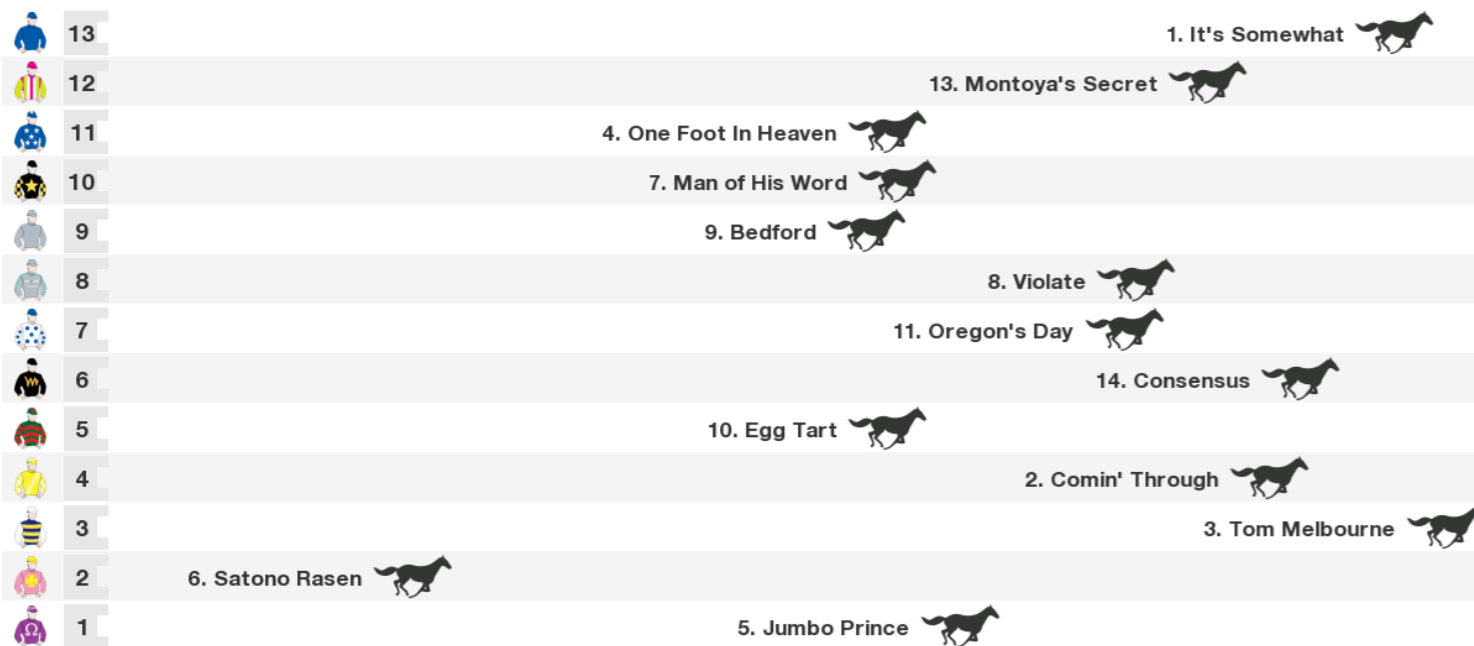 13 1. It's Somewhat
12 13. Montoya's Secret
11 4. One Foot In Heaven
10 7. Man of His Word
9 9. Bedford
8 8. Violate
7 11. Oregon's Day
6 14. Consensus
5 10. Egg Tart
4 2. Comin' Through
3 3. Tom Melbourne
2 6. Satono Rasen
1 5. Jumbo Prince